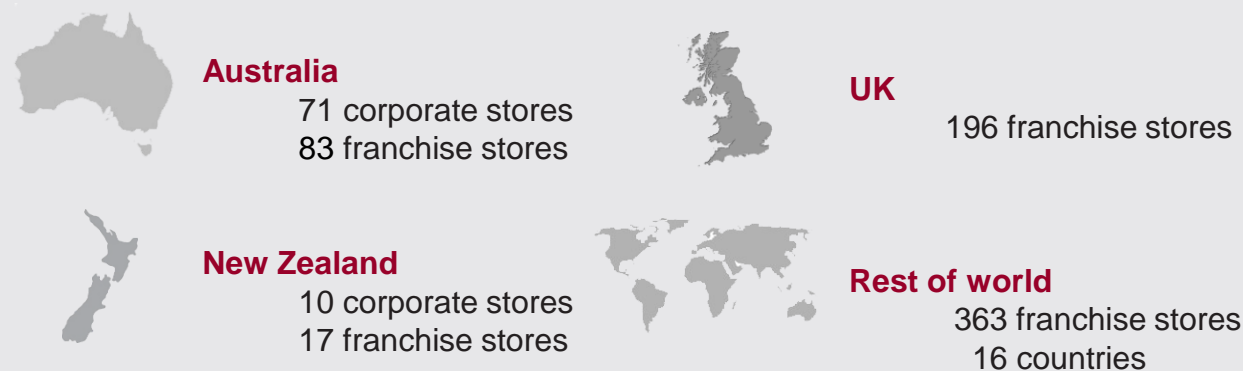 Australia
71 corporate stores
83 franchise stores
UK
196 franchise stores
New Zealand
10 corporate stores
17 franchise stores
Rest of world
363 franchise stores
16 countries